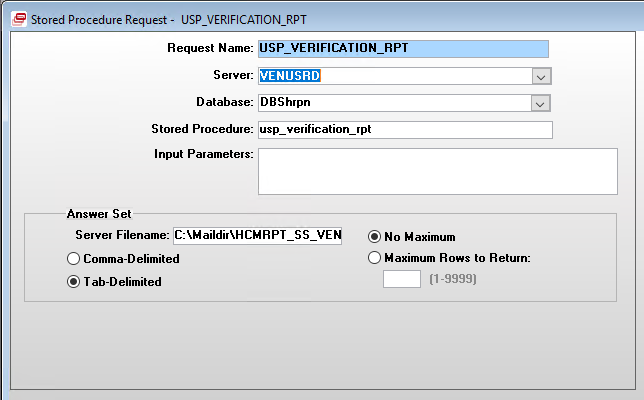 Stored Procedure Request - USP_VERIFICATION_RPT
Request Name: USP_VERIFICATION_RPT
Server: VENUSRD
Database: DBShrpn
Stored Procedure: usp_verification_rpt
Input Parameters:
Answer Set
Server Filename: C:\Maildir\HCMRPT_SS_VEN
No Maximum
Comma-Delimited
Maximum Rows to Return:
Tab-Delimited
(1-9999)